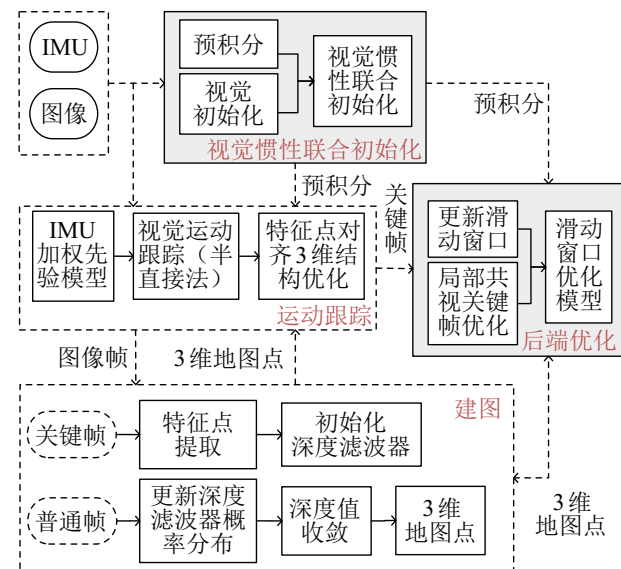 IMU
图像
预积分
视觉
初始化
视觉惯
性联合
初始化
视觉惯性联合初始化
预积分
预积分
关
键
帧
IMU
加权先
验模型
视觉运动
跟踪（半
直接法）
特征点对
齐3维结
构优化
运动跟踪
更新滑
动窗口
局部共
视关键
帧优化
滑动
窗口
优化
模型
后端优化
图像帧
3维地图点
建图
关键帧
特征点
提取
初始化
深度滤波器
普通帧
更新深度
滤波器概
率分布
深度值
收敛
3维
地图点
3维
地图点